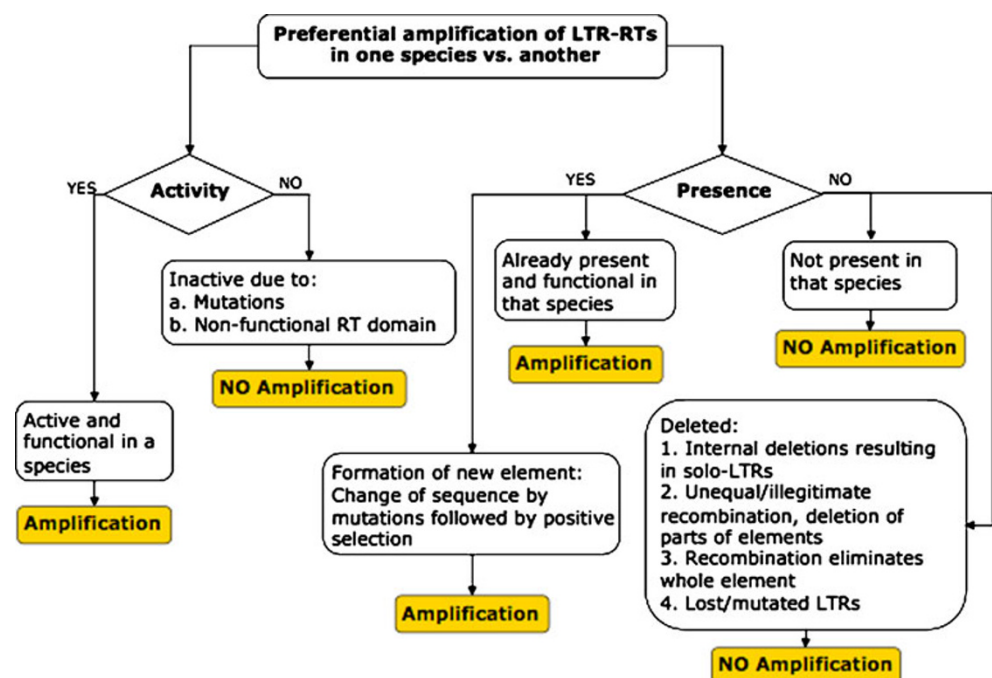 Preferential amplification of LTR-RTs
in one species vs. another
YES
Activity
NO
YES
Presence
NO
Inactive due to:
a. Mutations
b. Non-functional RT domain
NO Amplification
Already present
and functional in
that species
Amplification
Not present in
that species
NO Amplification
Active and
functional in a
species
Amplification
Formation of new element:
Change of sequence by
mutations followed by positive
selection
Amplification
Deleted:
1. Internal deletions resulting
in solo-LTRs
2. Unequal/illegitimate
recombination, deletion of
parts of elements
3. Recombination eliminates
whole element
4. Lost/mutated LTRs
NO Amplification